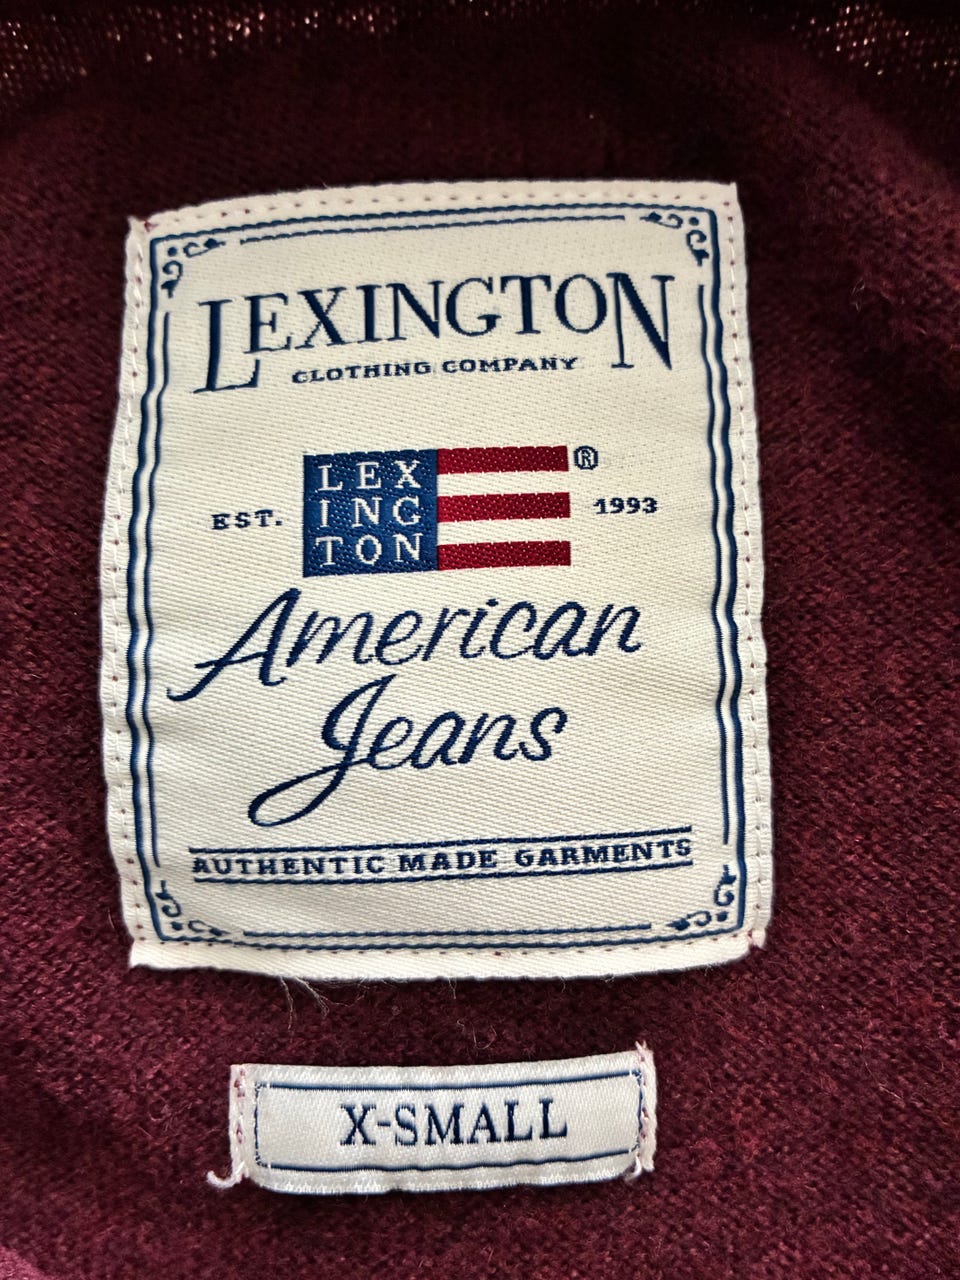 LEXINGTON
CLOTHING COMPANY
LEX
ING
TON
®
EST.
1993
American
Jeans
AUTHENTIC MADE GARMENTS
X-SMALL